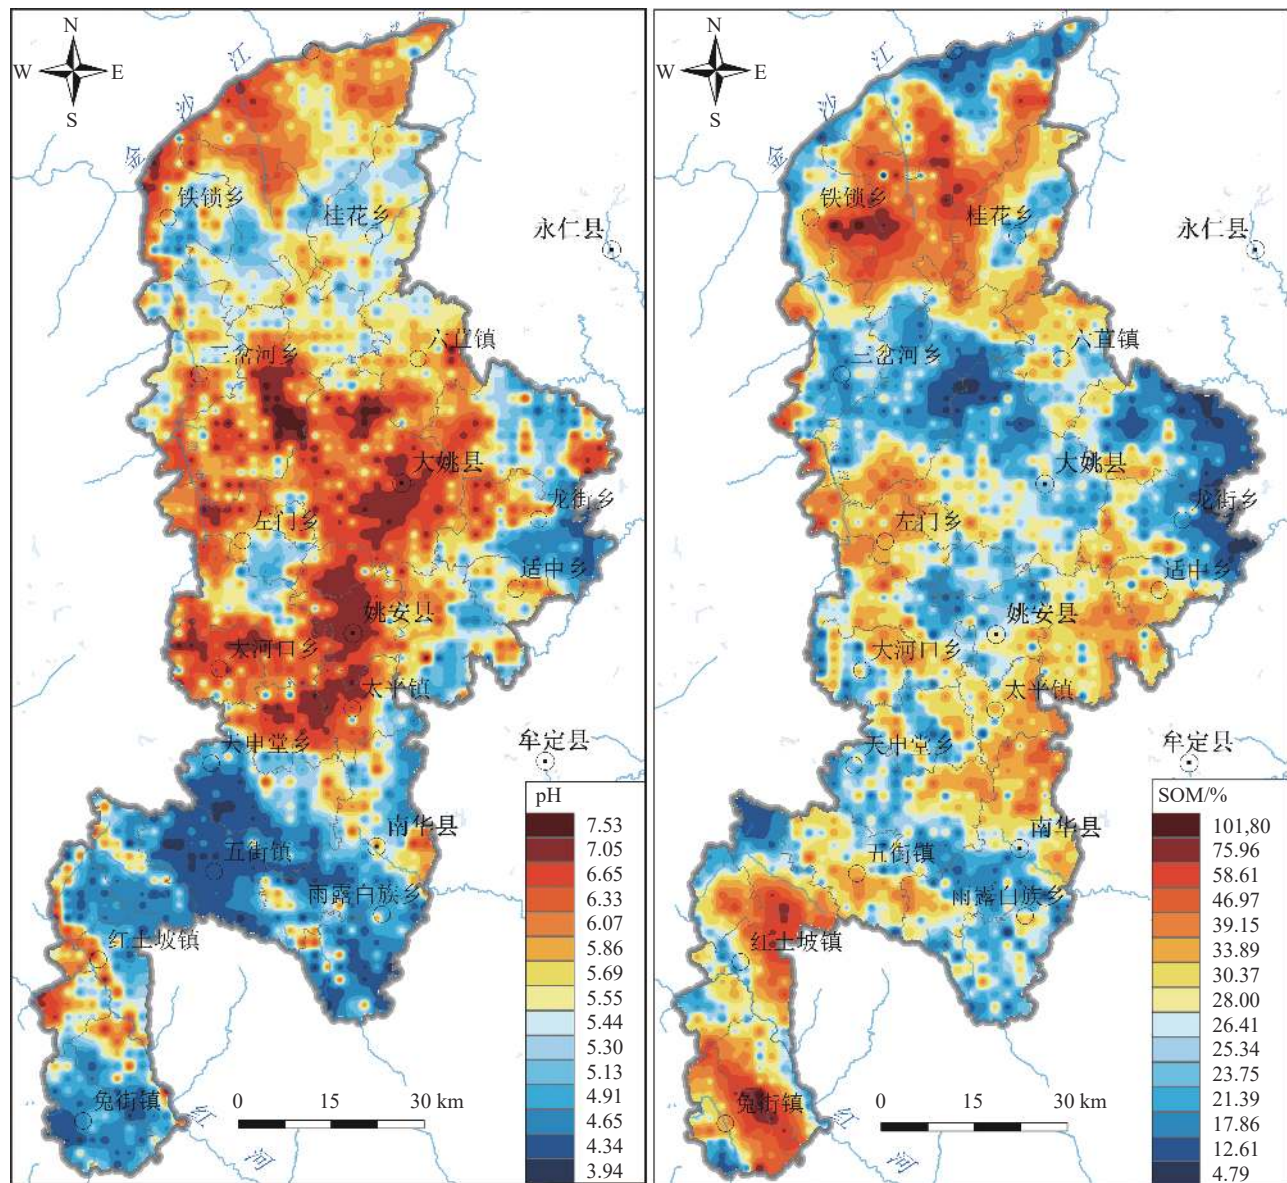 N
W
E
S
金
沙
江
铁锁乡
桂花乡
永仁县
三岔河乡
六苴镇
大姚县
龙街乡
左门乡
适中乡
姚安县
大河口乡
太平镇
天申堂乡
牟定县
南华县
五街镇
雨露白族乡
红土坡镇
兔街镇
红
河
0
15
30 km
pH
7.53
7.05
6.65
6.33
6.07
5.86
5.69
5.55
5.44
5.30
5.13
4.91
4.65
4.34
3.94
N
W
E
S
金
沙
江
铁锁乡
桂花乡
永仁县
三岔河乡
六苴镇
大姚县
龙街乡
左门乡
适中乡
姚安县
大河口乡
太平镇
天申堂乡
牟定县
南华县
五街镇
雨露白族乡
红土坡镇
兔街镇
红
河
0
15
30 km
SOM/%
101,80
75.96
58.61
46.97
39.15
33.89
30.37
28.00
26.41
25.34
23.75
21.39
17.86
12.61
4.79